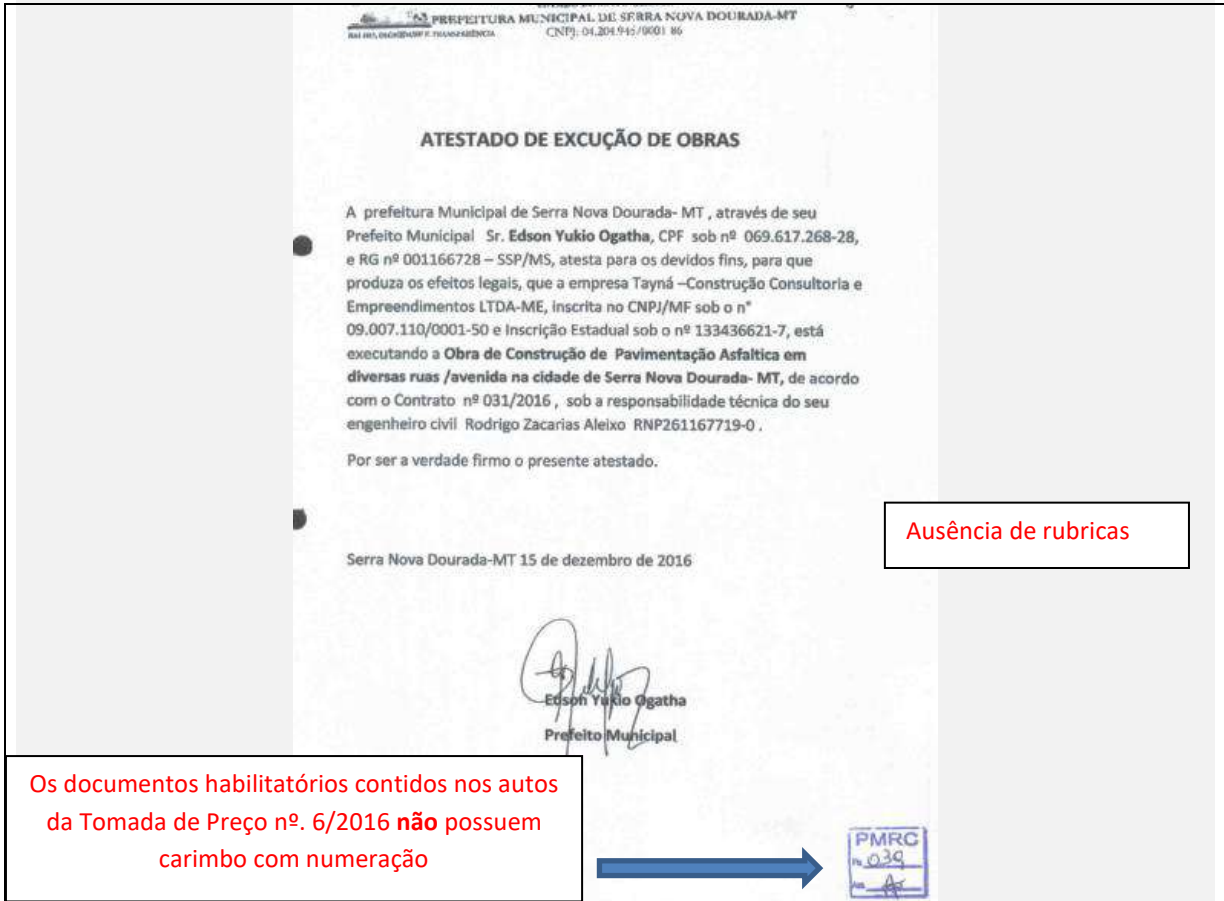 PREFEITURA MUNICIPAL DE SERRA NOVA DOURADA-MT
CNPJ: 04.204.945/0001 86
ATESTADO DE EXCUÇÃO DE OBRAS
A prefeitura Municipal de Serra Nova Dourada- MT , através de seu
Prefeito Municipal Sr. Edson Yukio Ogatha, CPF sob nº 069.617.268-28,
e RG nº 001166728 – SSP/MS, atesta para os devidos fins, para que
produza os efeitos legais, que a empresa Tayná –Construção Consultoria e
Empreendimentos LTDA-ME, inscrita no CNPJ/MF sob o n°
09.007.110/0001-50 e Inscrição Estadual sob o nº 133436621-7, está
executando a Obra de Construção de Pavimentação Asfaltica em
diversas ruas /avenida na cidade de Serra Nova Dourada- MT, de acordo
com o Contrato nº 031/2016 , sob a responsabilidade técnica do seu
engenheiro civil Rodrigo Zacarias Aleixo RNP261167719-0 .
Por ser a verdade firmo o presente atestado.
Ausência de rubricas
Serra Nova Dourada-MT 15 de dezembro de 2016
Edson Yukio Ogatha
Prefeito Municipal
Os documentos habilitatórios contidos nos autos
da Tomada de Preço nº. 6/2016 não possuem
carimbo com numeração
PMRC
039